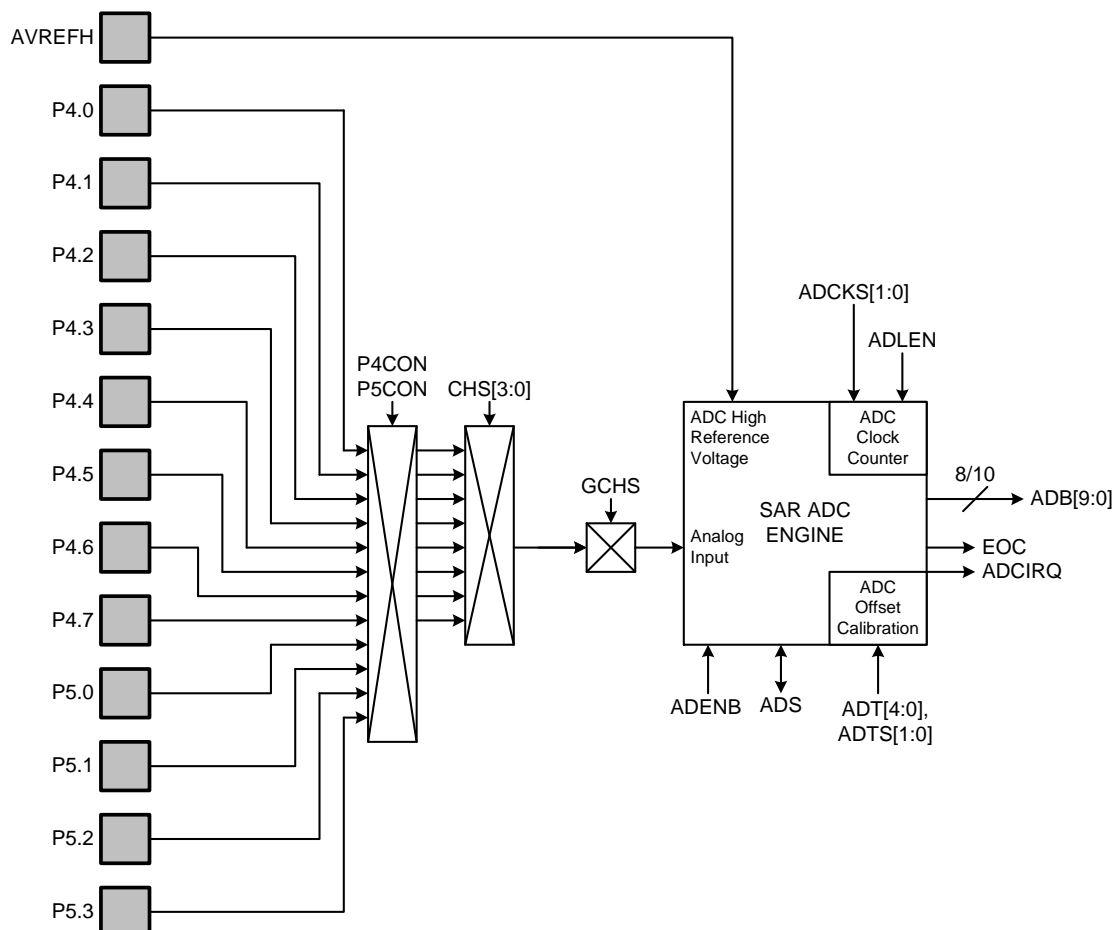 AVREFH
P4.0
P4.1
P4.2
P4.3
P4.4
P4.5
P4.6
P4.7
P5.0
P5.1
P5.2
P5.3
P4CON
P5CON
CHS[3:0]
GCHS
ADCKS[1:0]
ADLEN
ADC High
Reference
Voltage
ADC
Clock
Counter
SAR ADC
ENGINE
Analog
Input
ADC
Offset
Calibration
8/10
ADB[9:0]
EOC
ADCIRQ
ADENB
ADS
ADT[4:0],
ADTS[1:0]